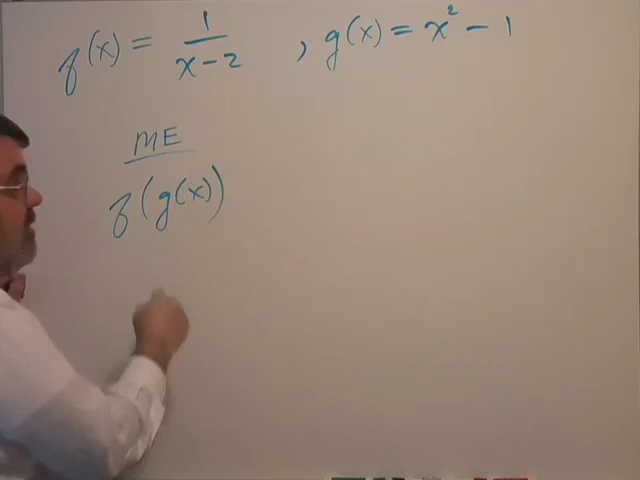 f(x) = 1/(x-2) , g(x) = x² - 1
ME
f(g(x))